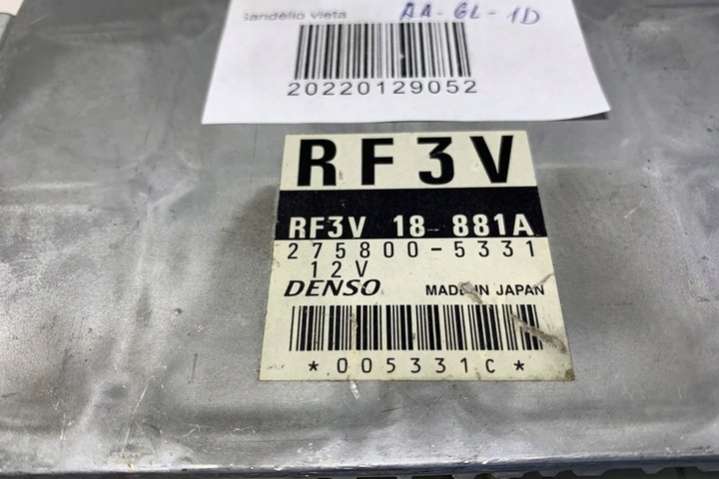 Sandėlio vieta AA-GL-1D
20220129052
RF3V
RF3V 18 881A
275800-5331
12V
DENSO MADE IN JAPAN
*005331C*